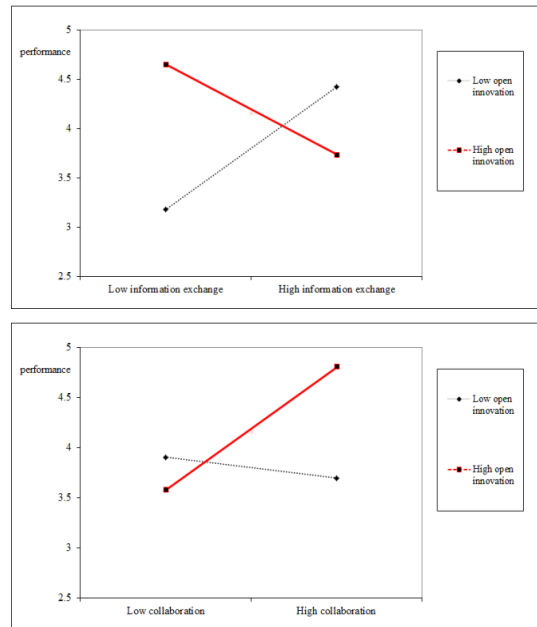 5
performance
4.5
4
3.5
3
2.5
Low information exchange
High information exchange
Low open
innovation
High open
innovation
5
performance
4.5
4
3.5
3
2.5
Low collaboration
High collaboration
Low open
innovation
High open
innovation